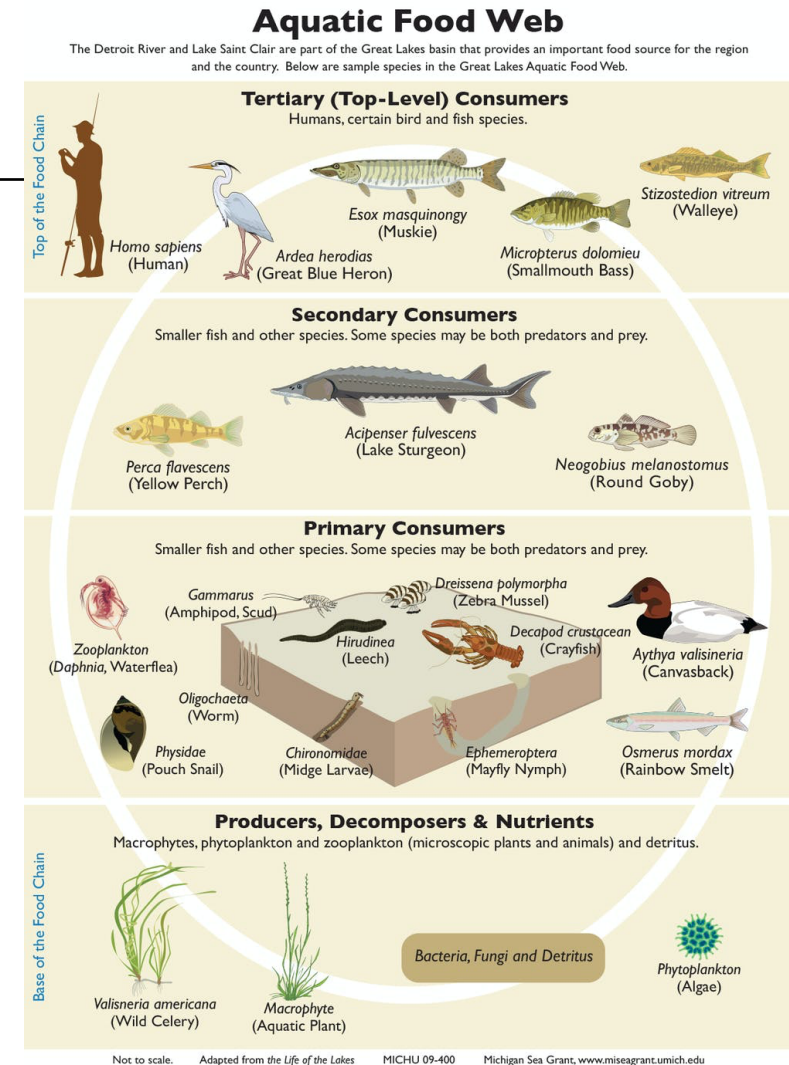 Aquatic Food Web
The Detroit River and Lake Saint Clair are part of the Great Lakes basin that provides an important food source for the region
and the country. Below are sample species in the Great Lakes Aquatic Food Web.
Top of the Food Chain
Tertiary (Top-Level) Consumers
Humans, certain bird and fish species.
Homo sapiens
(Human)
Ardea herodias
(Great Blue Heron)
Esox masquinongy
(Muskie)
Micropterus dolomieu
(Smallmouth Bass)
Stizostedion vitreum
(Walleye)
Secondary Consumers
Smaller fish and other species. Some species may be both predators and prey.
Perca flavescens
(Yellow Perch)
Acipenser fulvescens
(Lake Sturgeon)
Neogobius melanostomus
(Round Goby)
Primary Consumers
Smaller fish and other species. Some species may be both predators and prey.
Zooplankton
(Daphnia, Waterflea)
Gammarus
(Amphipod, Scud)
Dreissena polymorpha
(Zebra Mussel)
Hirudinea
(Leech)
Decapod crustacean
(Crayfish)
Aythya valisineria
(Canvasback)
Oligochaeta
(Worm)
Physidae
(Pouch Snail)
Chironomidae
(Midge Larvae)
Ephemeroptera
(Mayfly Nymph)
Osmerus mordax
(Rainbow Smelt)
Base of the Food Chain
Producers, Decomposers & Nutrients
Macrophytes, phytoplankton and zooplankton (microscopic plants and animals) and detritus.
Valisneria americana
(Wild Celery)
Macrophyte
(Aquatic Plant)
Bacteria, Fungi and Detritus
Phytoplankton
(Algae)
Not to scale. Adapted from the Life of the Lakes MICHU 09-400 Michigan Sea Grant, www.miseagrant.umich.edu